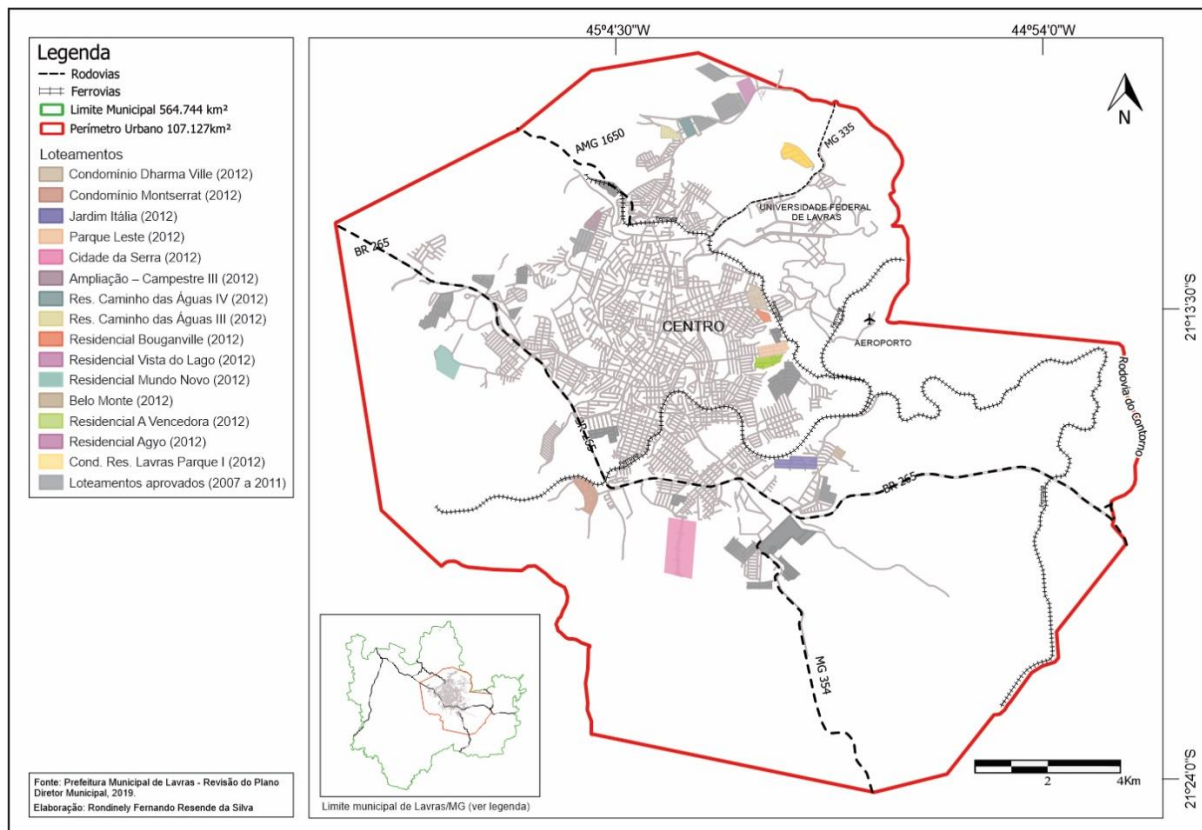 Legenda
Rodovias
Ferrovias
Limite Municipal 564.744 km²
Perímetro Urbano 107.127km²
Loteamentos
Condomínio Dharma Ville (2012)
Condomínio Montserrat (2012)
Jardim Itália (2012)
Parque Leste (2012)
Cidade da Serra (2012)
Ampliação – Campestre III (2012)
Res. Caminho das Águas IV (2012)
Res. Caminho das Águas III (2012)
Residencial Bouganville (2012)
Residencial Vista do Lago (2012)
Residencial Mundo Novo (2012)
Belo Monte (2012)
Residencial A Vencedora (2012)
Residencial Agyo (2012)
Cond. Res. Lavras Parque I (2012)
Loteamentos aprovados (2007 a 2011)
Fonte: Prefeitura Municipal de Lavras - Revisão do Plano
Diretor Municipal, 2019.
Elaboração: Rondinely Fernando Resende da Silva
45º4'30"W
44º54'0"W
N
AMG 1650
MG 335
UNIVERSIDADE FEDERAL
DE LAVRAS
BR 265
21º13'30"S
CENTRO
AEROPORTO
Rodovia do Contorno
BR 265
BR 265
MG 354
2
4Km
21º24'0"S
Limite municipal de Lavras/MG (ver legenda)